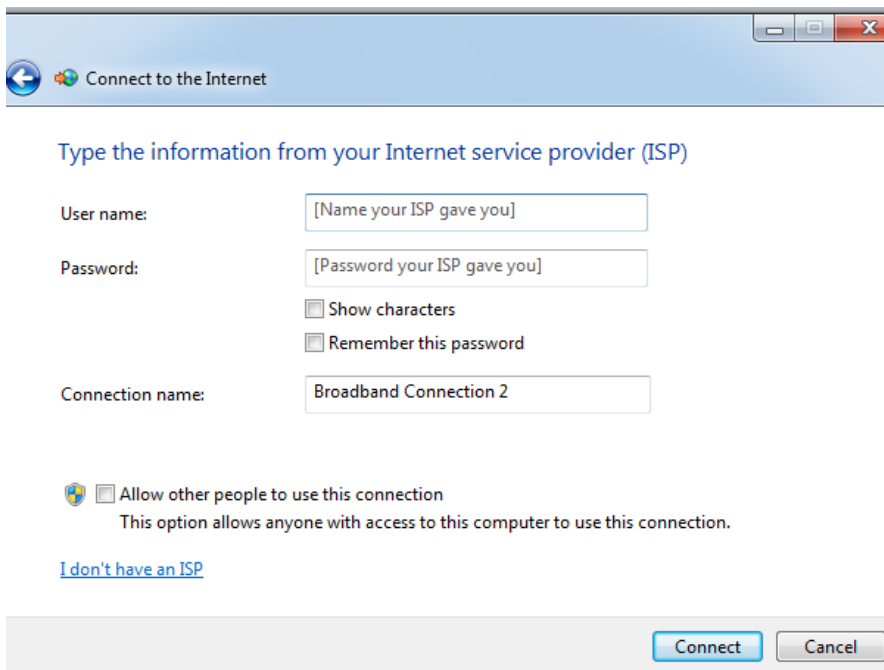 Connect to the Internet
Type the information from your Internet service provider (ISP)
User name: [Name your ISP gave you]
Password: [Password your ISP gave you]
Show characters
Remember this password
Connection name: Broadband Connection 2
Allow other people to use this connection
This option allows anyone with access to this computer to use this connection.
I don't have an ISP
Connect Cancel